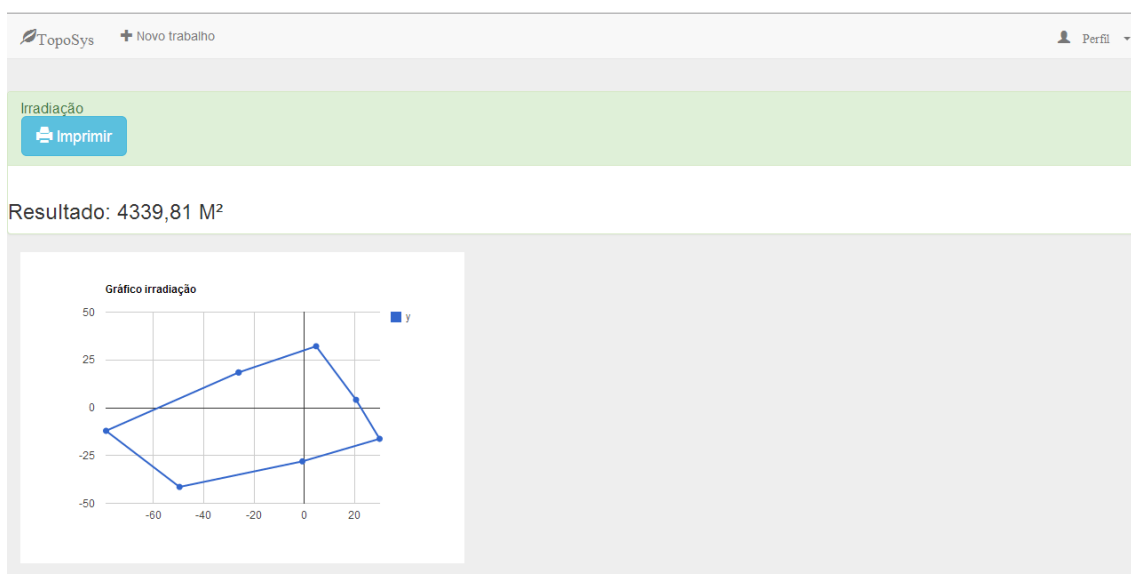 TopoSys Novo trabalho Perfil
Irradiação
Imprimir
Resultado: 4339,81 M²
Gráfico irradiação
50
y
25
0
-25
-50
-60 -40 -20 0 20